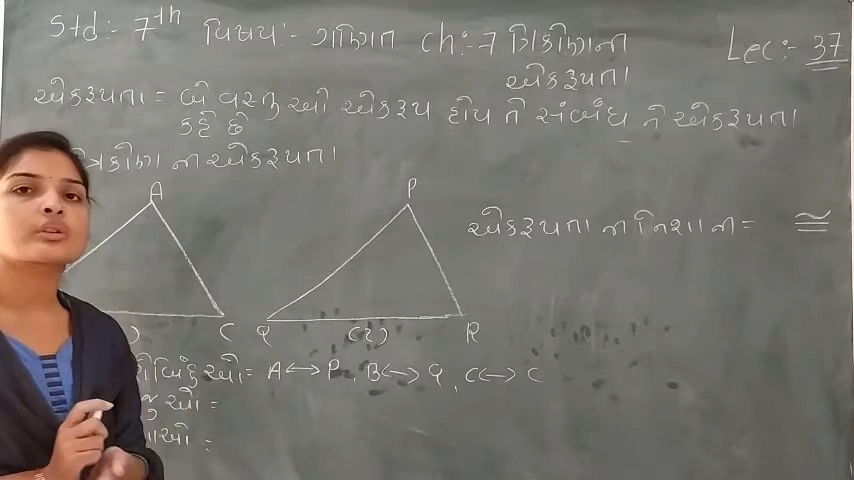 Std:- 7th વિષય:- ગણિત ch:-7 ત્રિકોણની એકરૂપતા
Lec:- 37
એકરૂપતા = બે વસ્તુઓ એકરૂપ હોય તે સંબંધ ને એકરૂપતા કહે છે
ત્રિકોણ ની એકરૂપતા
A
P
એકરૂપતા ના નિશાન = ≅
C Q (૨) R
શિરોબિંદુઓ = A↔P, B↔Q, C↔C
જુઓ =
ાઓ =